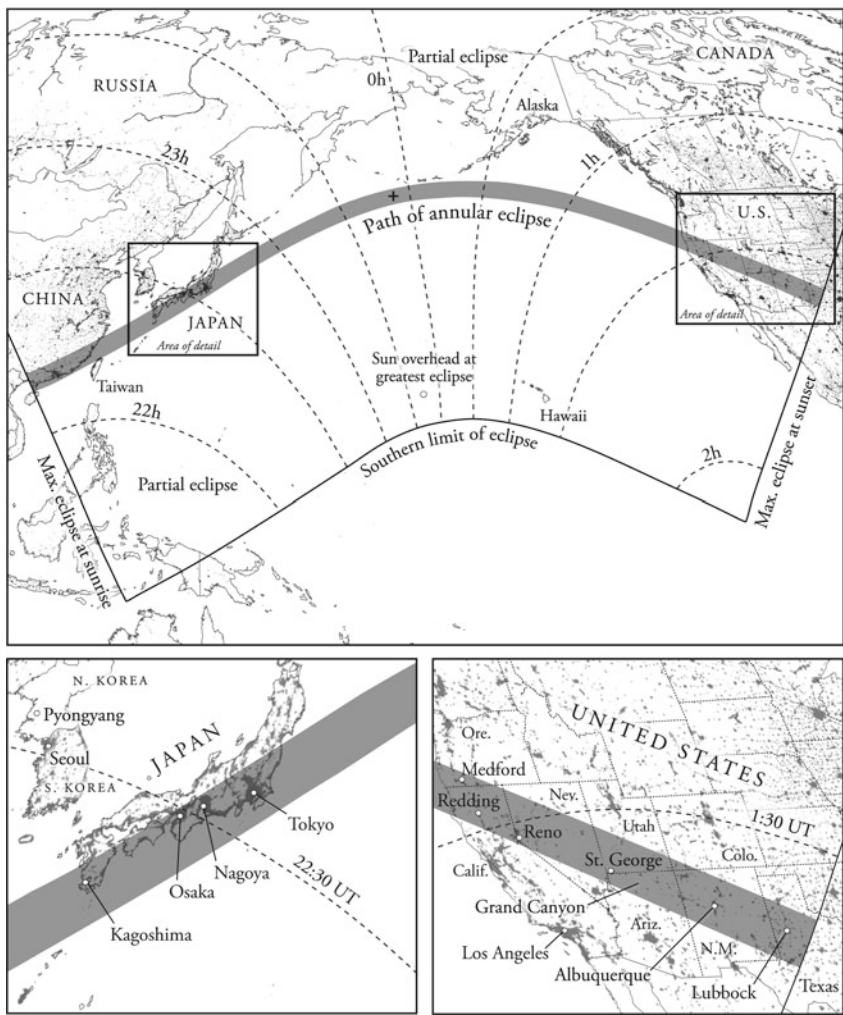 Partial eclipse
CANADA
RUSSIA
0h
Alaska
23h
1h
Path of annular eclipse
U.S.
CHINA
JAPAN
Area of detail
Area of detail
Sun overhead at
greatest eclipse
Taiwan
22h
Hawaii
Southern limit of eclipse
2h
Partial eclipse
Max. eclipse at sunrise
Max. eclipse at sunset
N. KOREA
Pyongyang
JAPAN
Seoul
S. KOREA
Tokyo
Nagoya
Osaka
22:30 UT
Kagoshima
UNITED STATES
Ore.
Medford
Nev.
Redding
1:30 UT
Reno
Utah
St. George
Colo.
Calif.
Grand Canyon
Los Angeles
Ariz.
N.M.
Albuquerque
Texas
Lubbock